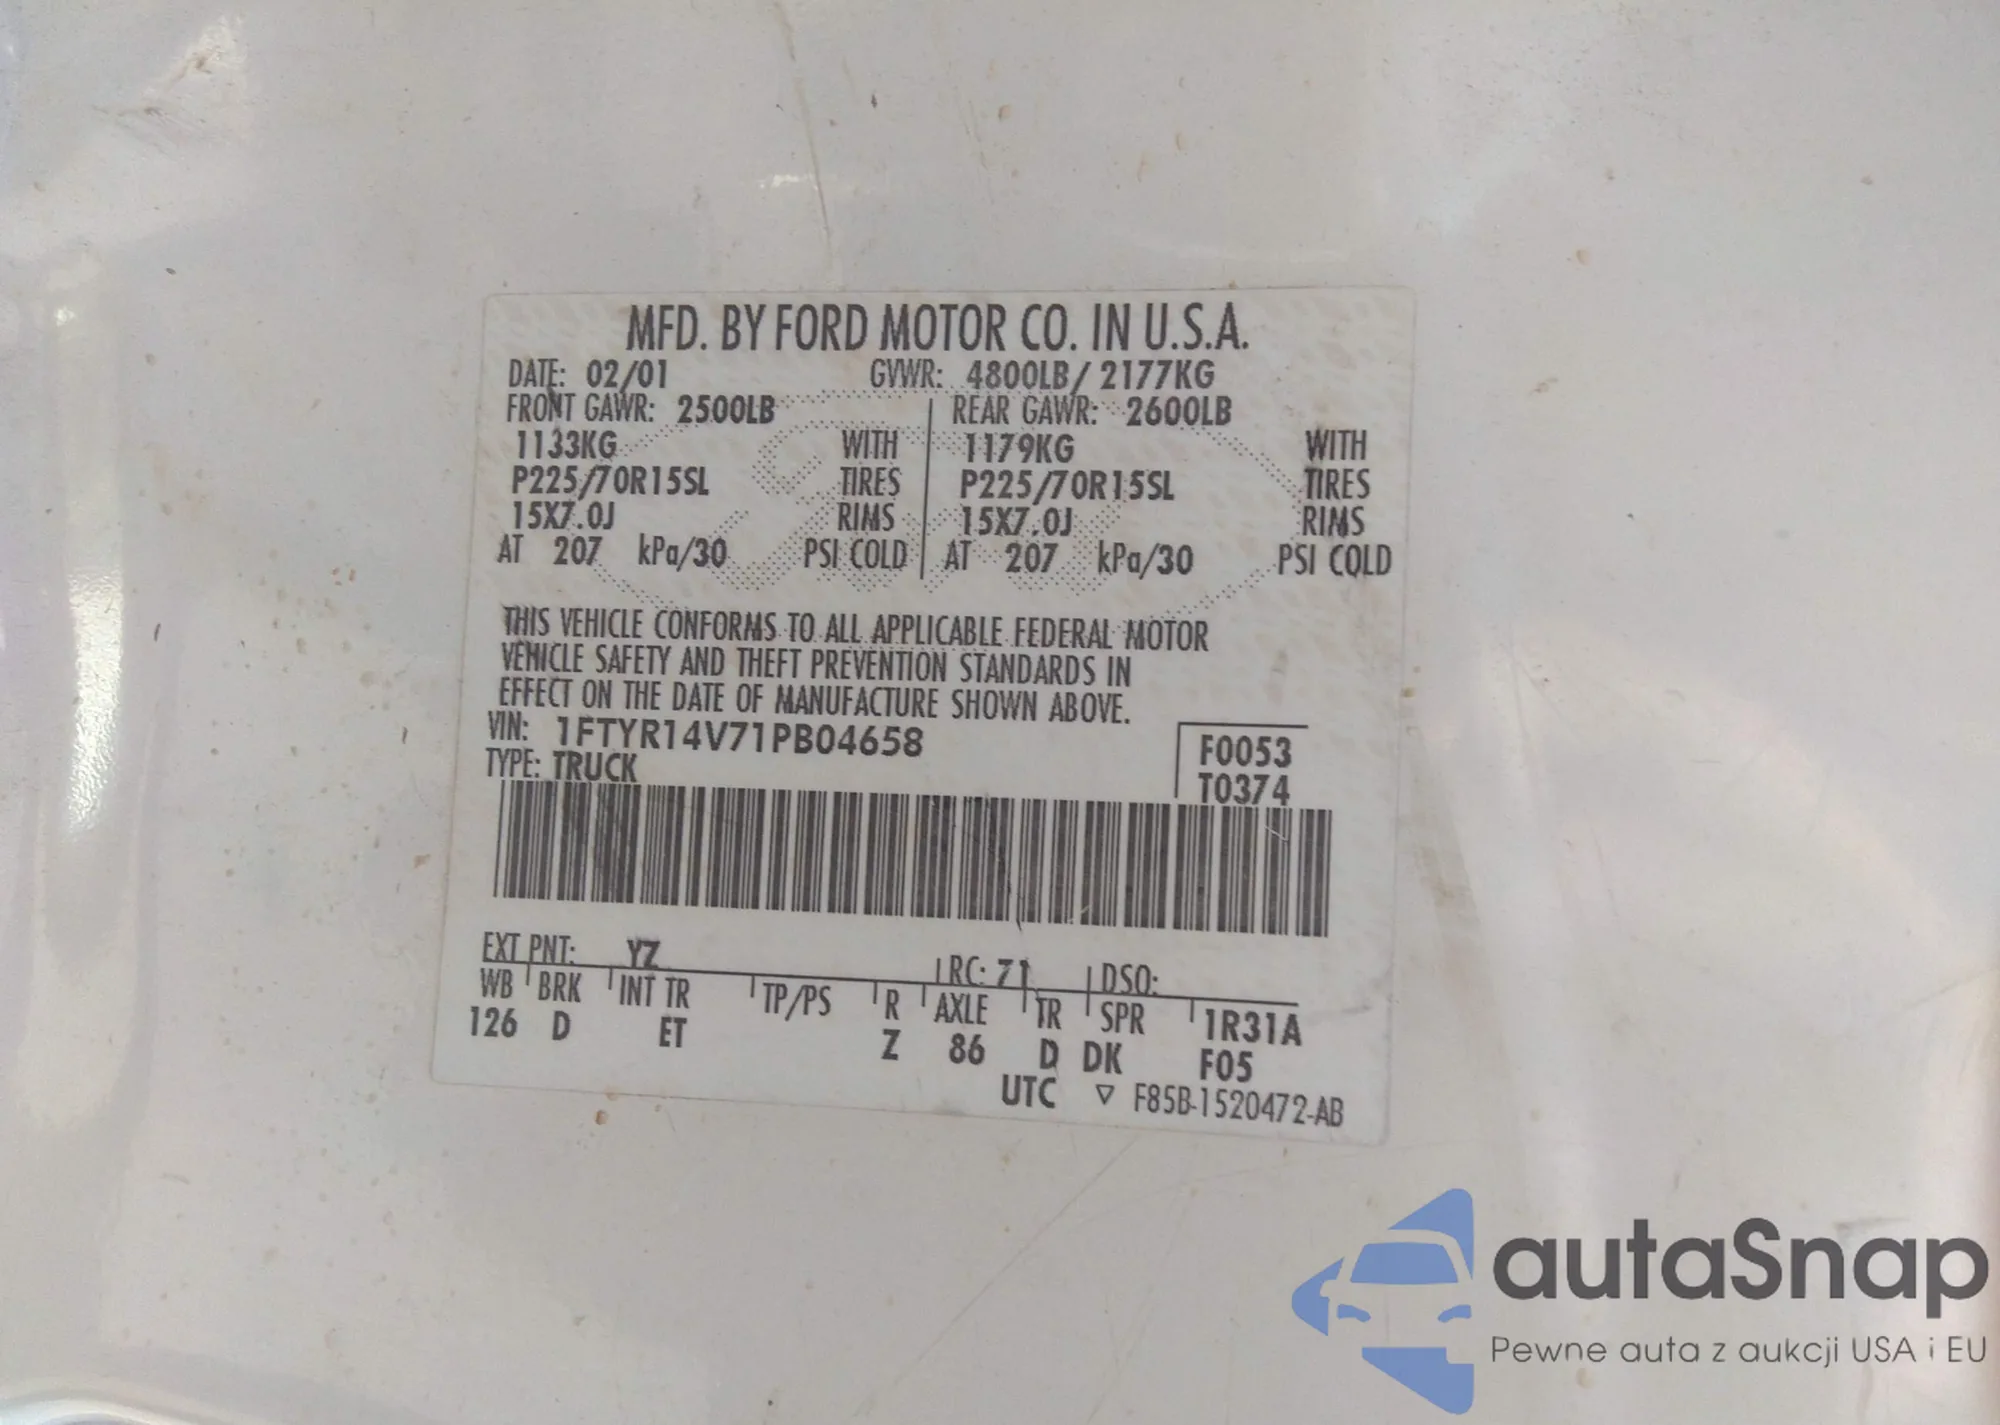 MFD. BY FORD MOTOR CO. IN U.S.A.
DATE: 02/01 GVWR: 4800LB/ 2177KG
FRONT GAWR: 2500LB REAR GAWR: 2600LB
1133KG WITH 1179KG WITH
P225/70R15SL TIRES P225/70R15SL TIRES
15X7.0J RIMS 15X7.0J RIMS
AT 207 kPa/30 PSI COLD AT 207 kPa/30 PSI COLD
THIS VEHICLE CONFORMS TO ALL APPLICABLE FEDERAL MOTOR
VEHICLE SAFETY AND THEFT PREVENTION STANDARDS IN
EFFECT ON THE DATE OF MANUFACTURE SHOWN ABOVE.
VIN: 1FTYR14V71PB04658 F0053
TYPE: TRUCK T0374
EXT PNT: YZ RC: 71 DSO:
WB BRK INT TR TP/PS R AXLE TR SPR 1R31A
126 D ET Z 86 D DK F05
UTC ▽ F85B-1520472-AB
autaSnap
Pewne auta z aukcji USA i EU